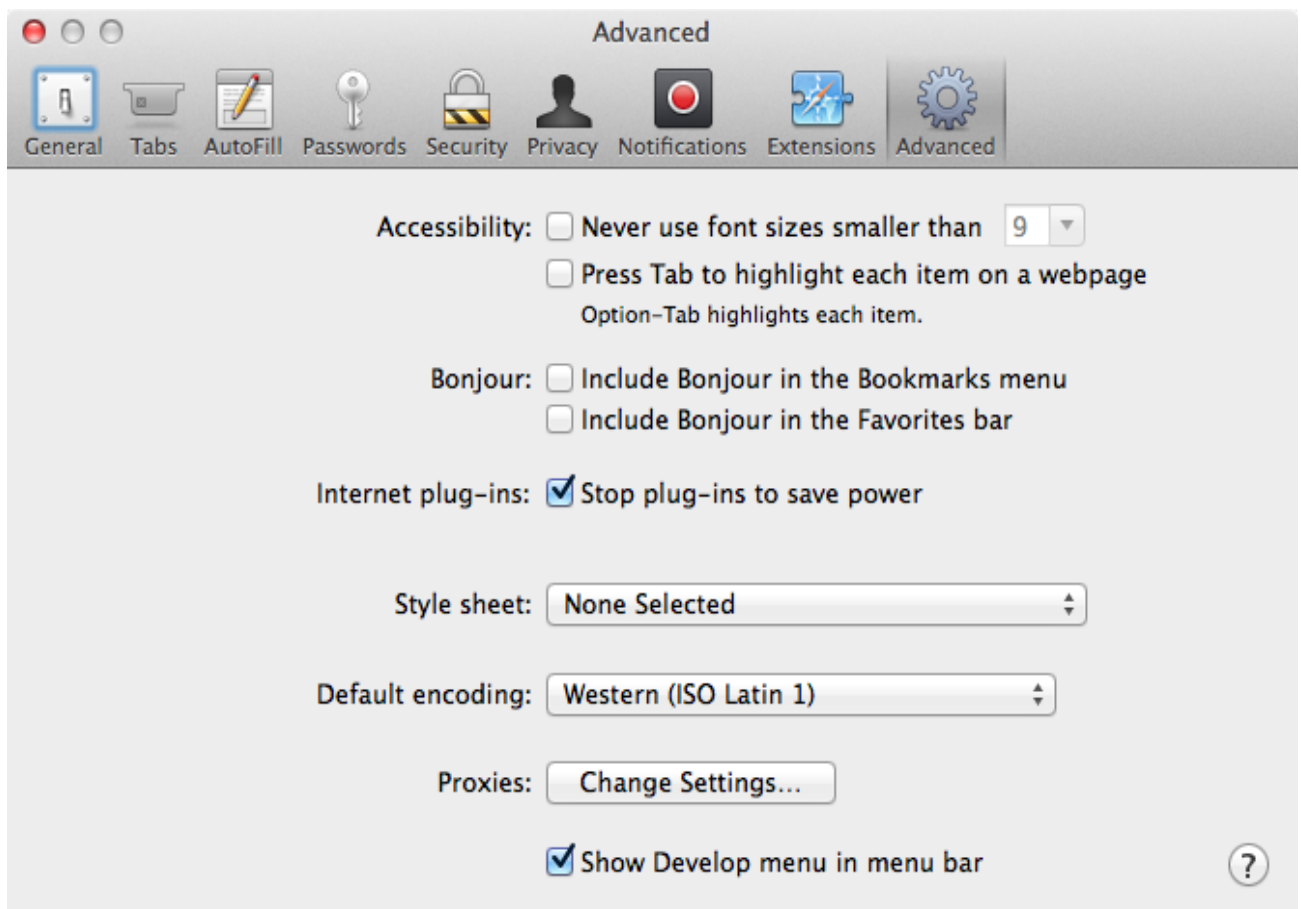 Advanced
General Tabs AutoFill Passwords Security Privacy Notifications Extensions Advanced
Accessibility: Never use font sizes smaller than 9
Press Tab to highlight each item on a webpage
Option-Tab highlights each item.
Bonjour: Include Bonjour in the Bookmarks menu
Include Bonjour in the Favorites bar
Internet plug-ins: Stop plug-ins to save power
Style sheet: None Selected
Default encoding: Western (ISO Latin 1)
Proxies: Change Settings...
Show Develop menu in menu bar ?